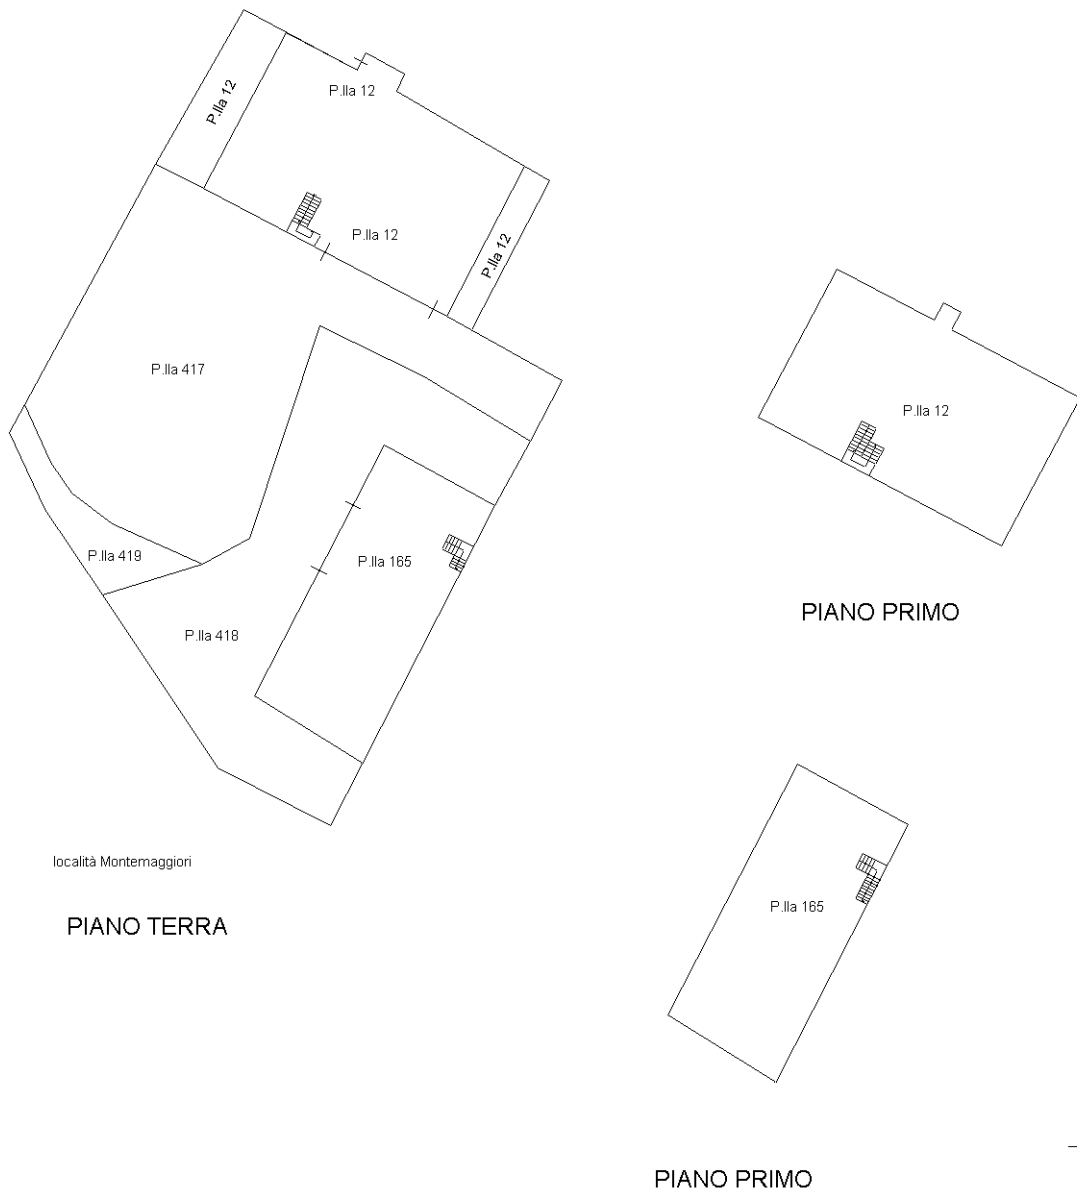 P.lla 12
P.lla 12
P.lla 12
P.lla 12
P.lla 417
P.lla 419
P.lla 165
P.lla 418
località Montemaggiori
PIANO TERRA
P.lla 12
PIANO PRIMO
P.lla 165
PIANO PRIMO